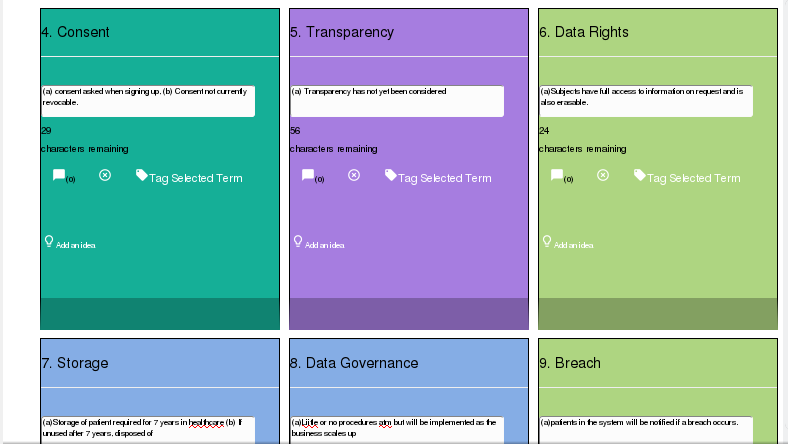 4. Consent
(a) consent asked when signing up. (b) Consent not currently
revocable.
29
characters remaining
(0)
Tag Selected Term
Add an idea
5. Transparency
(a) Transparency has not yet been considered
56
characters remaining
(0)
Tag Selected Term
Add an idea
6. Data Rights
(a)Subjects have full access to information on request and is
also erasable.
24
characters remaining
(0)
Tag Selected Term
Add an idea
7. Storage
(a)Storage of patient required for 7 years in healthcare (b) If
unused after 7 years, disposed of
8. Data Governance
(a)Little or no procedures atm but will be implemented as the
business scales up
9. Breach
(a)patients in the system will be notified if a breach occurs.